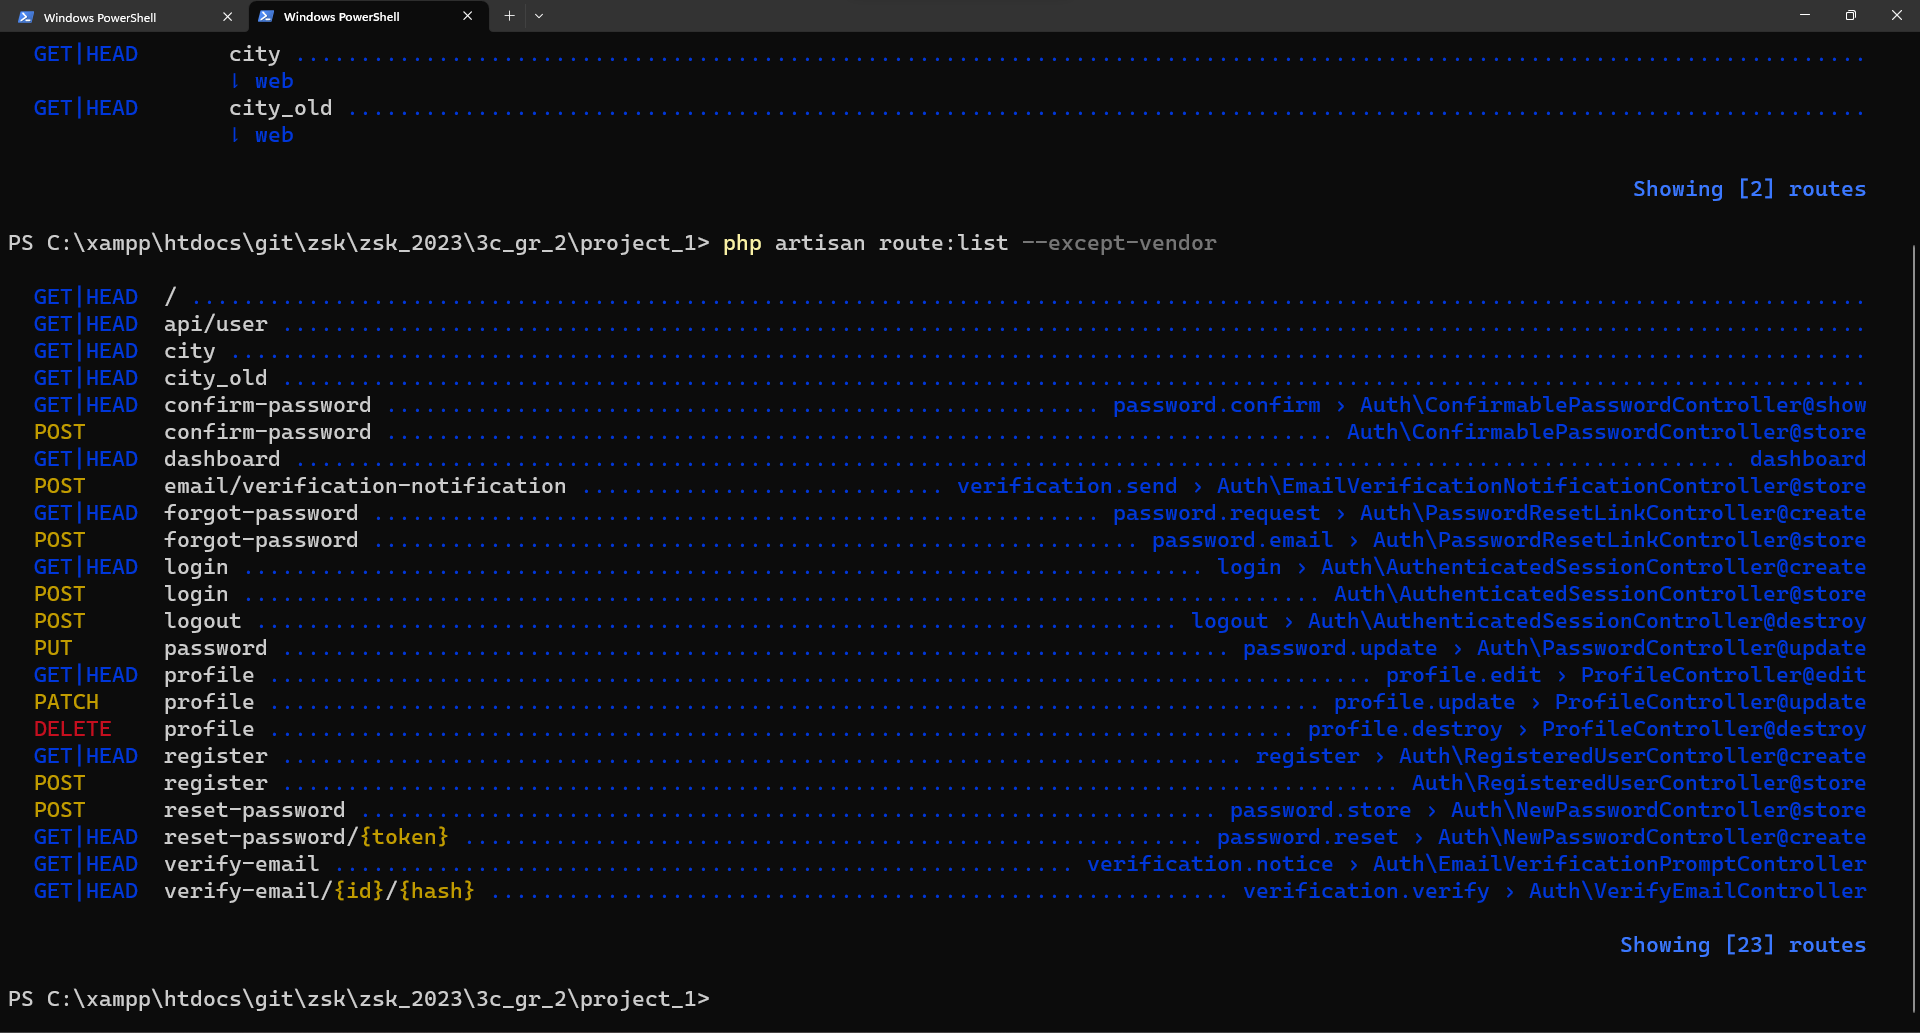 Windows PowerShell
Windows PowerShell
GET|HEAD city ........................................................................................................................
⇂ web
GET|HEAD city_old ....................................................................................................................
⇂ web
Showing [2] routes
PS C:\xampp\htdocs\git\zsk\zsk_2023\3c_gr_2\project_1> php artisan route:list --except-vendor
GET|HEAD / .................................................................................................................................
GET|HEAD api/user ..........................................................................................................................
GET|HEAD city ..............................................................................................................................
GET|HEAD city_old ..........................................................................................................................
GET|HEAD confirm-password ....................................................... password.confirm › Auth\ConfirmablePasswordController@show
POST confirm-password ......................................................................... Auth\ConfirmablePasswordController@store
GET|HEAD dashboard ............................................................................................................... dashboard
POST email/verification-notification ............................ verification.send › Auth\EmailVerificationNotificationController@store
GET|HEAD forgot-password ........................................................ password.request › Auth\PasswordResetLinkController@create
POST forgot-password ........................................................... password.email › Auth\PasswordResetLinkController@store
GET|HEAD login .......................................................................... login › Auth\AuthenticatedSessionController@create
POST login ................................................................................... Auth\AuthenticatedSessionController@store
POST logout ....................................................................... logout › Auth\AuthenticatedSessionController@destroy
PUT password ......................................................................... password.update › Auth\PasswordController@update
GET|HEAD profile ..................................................................................... profile.edit › ProfileController@edit
PATCH profile ................................................................................. profile.update › ProfileController@update
DELETE profile ............................................................................... profile.destroy › ProfileController@destroy
GET|HEAD register .......................................................................... register › Auth\RegisteredUserController@create
POST register ...................................................................................... Auth\RegisteredUserController@store
POST reset-password .................................................................. password.store › Auth\NewPasswordController@store
GET|HEAD reset-password/{token} ......................................................... password.reset › Auth\NewPasswordController@create
GET|HEAD verify-email ......................................................... verification.notice › Auth\EmailVerificationPromptController
GET|HEAD verify-email/{id}/{hash} ......................................................... verification.verify › Auth\VerifyEmailController
Showing [23] routes
PS C:\xampp\htdocs\git\zsk\zsk_2023\3c_gr_2\project_1>